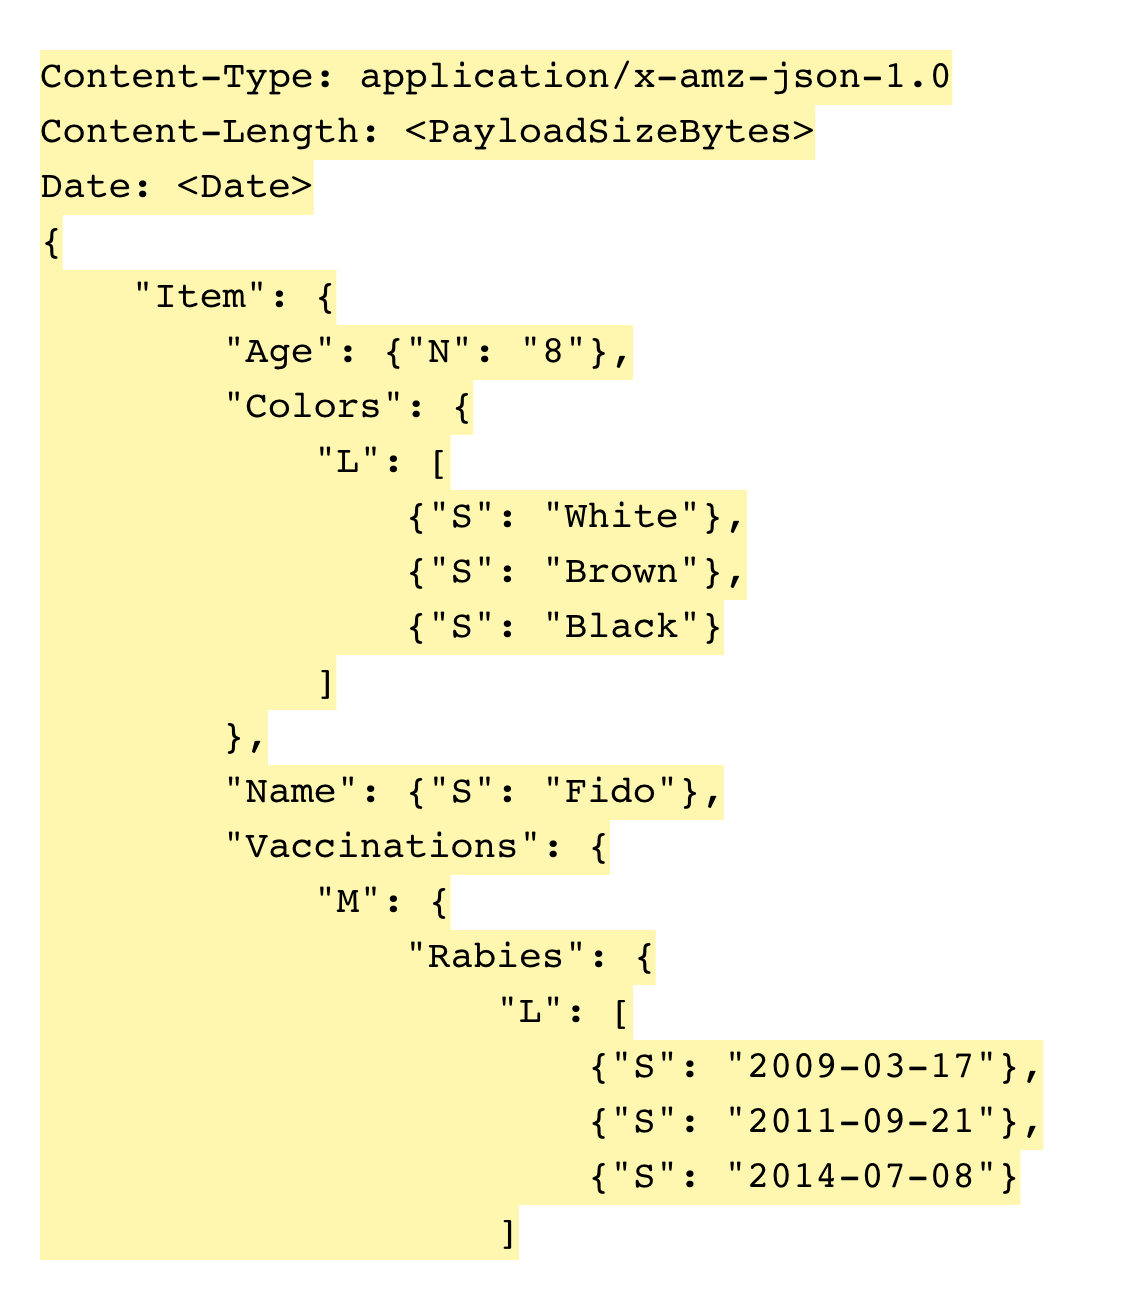 Content-Type: application/x-amz-json-1.0
Content-Length: <PayloadSizeBytes>
Date: <Date>
{
    "Item": {
        "Age": {"N": "8"},
        "Colors": {
            "L": [
                {"S": "White"},
                {"S": "Brown"},
                {"S": "Black"}
            ]
        },
        "Name": {"S": "Fido"},
        "Vaccinations": {
            "M": {
                "Rabies": {
                    "L": [
                        {"S": "2009-03-17"},
                        {"S": "2011-09-21"},
                        {"S": "2014-07-08"}
                    ]